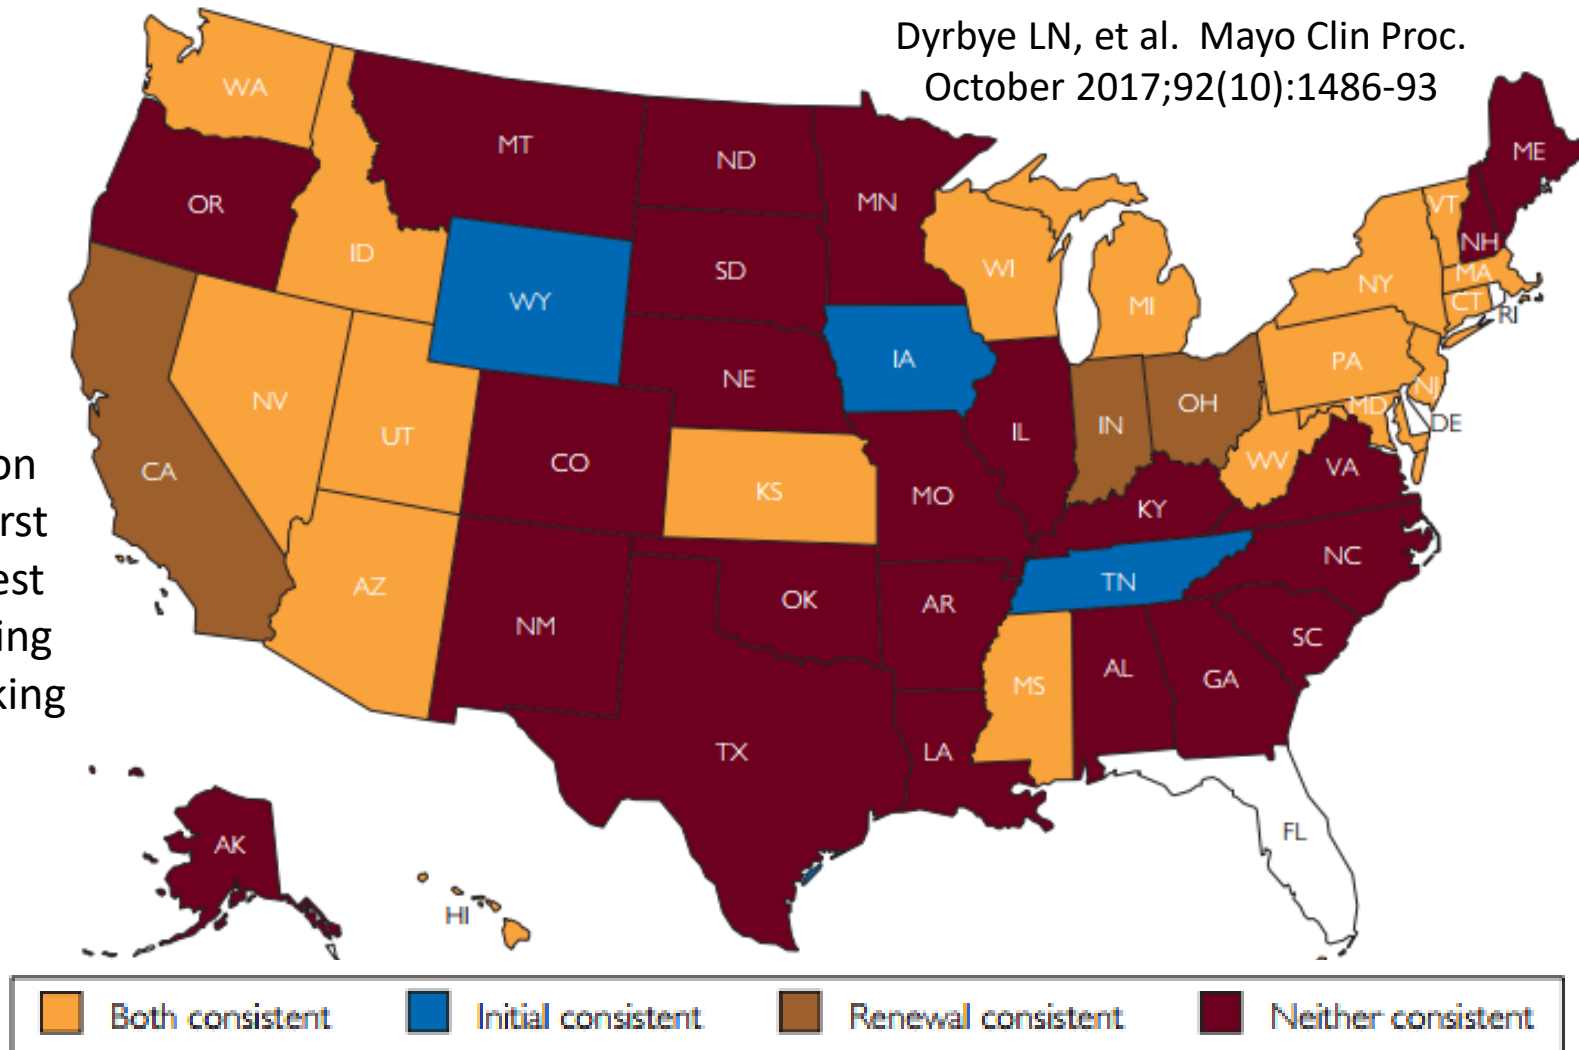 Dyrbye LN, et al. Mayo Clin Proc.
October 2017;92(10):1486-93
WA
MT
ND
MN
ME
OR
ID
WY
SD
WI
MI
VT
NH
NY
MA
CT
RI
IA
NE
PA
NJ
NV
UT
CO
IL
IN
OH
MD
DE
CA
KS
MO
WV
VA
KY
on
rst
est
ing
king
AZ
NM
OK
AR
TN
NC
SC
MS
AL
GA
TX
LA
FL
AK
HI
Both consistent
Initial consistent
Renewal consistent
Neither consistent